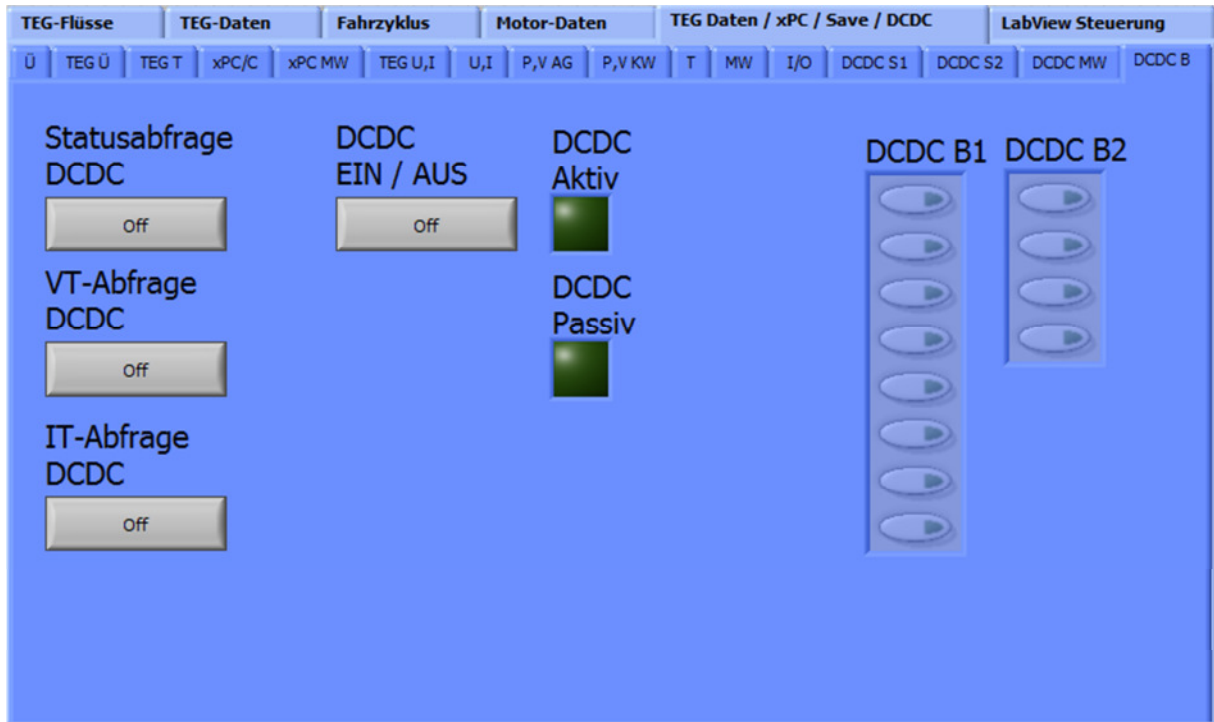 TEG-Flüsse TEG-Daten Fahrzyklus Motor-Daten TEG Daten / xPC / Save / DCDC LabView Steuerung
Ü TEG Ü TEG T xPC/C xPC MW TEG U,I U,I P,V AG P,V KW T MW I/O DCDC S1 DCDC S2 DCDC MW DCDC B
Statusabfrage
DCDC
Off
VT-Abfrage
DCDC
Off
IT-Abfrage
DCDC
Off
DCDC
EIN / AUS
Off
DCDC
Aktiv
DCDC
Passiv
DCDC B1 DCDC B2